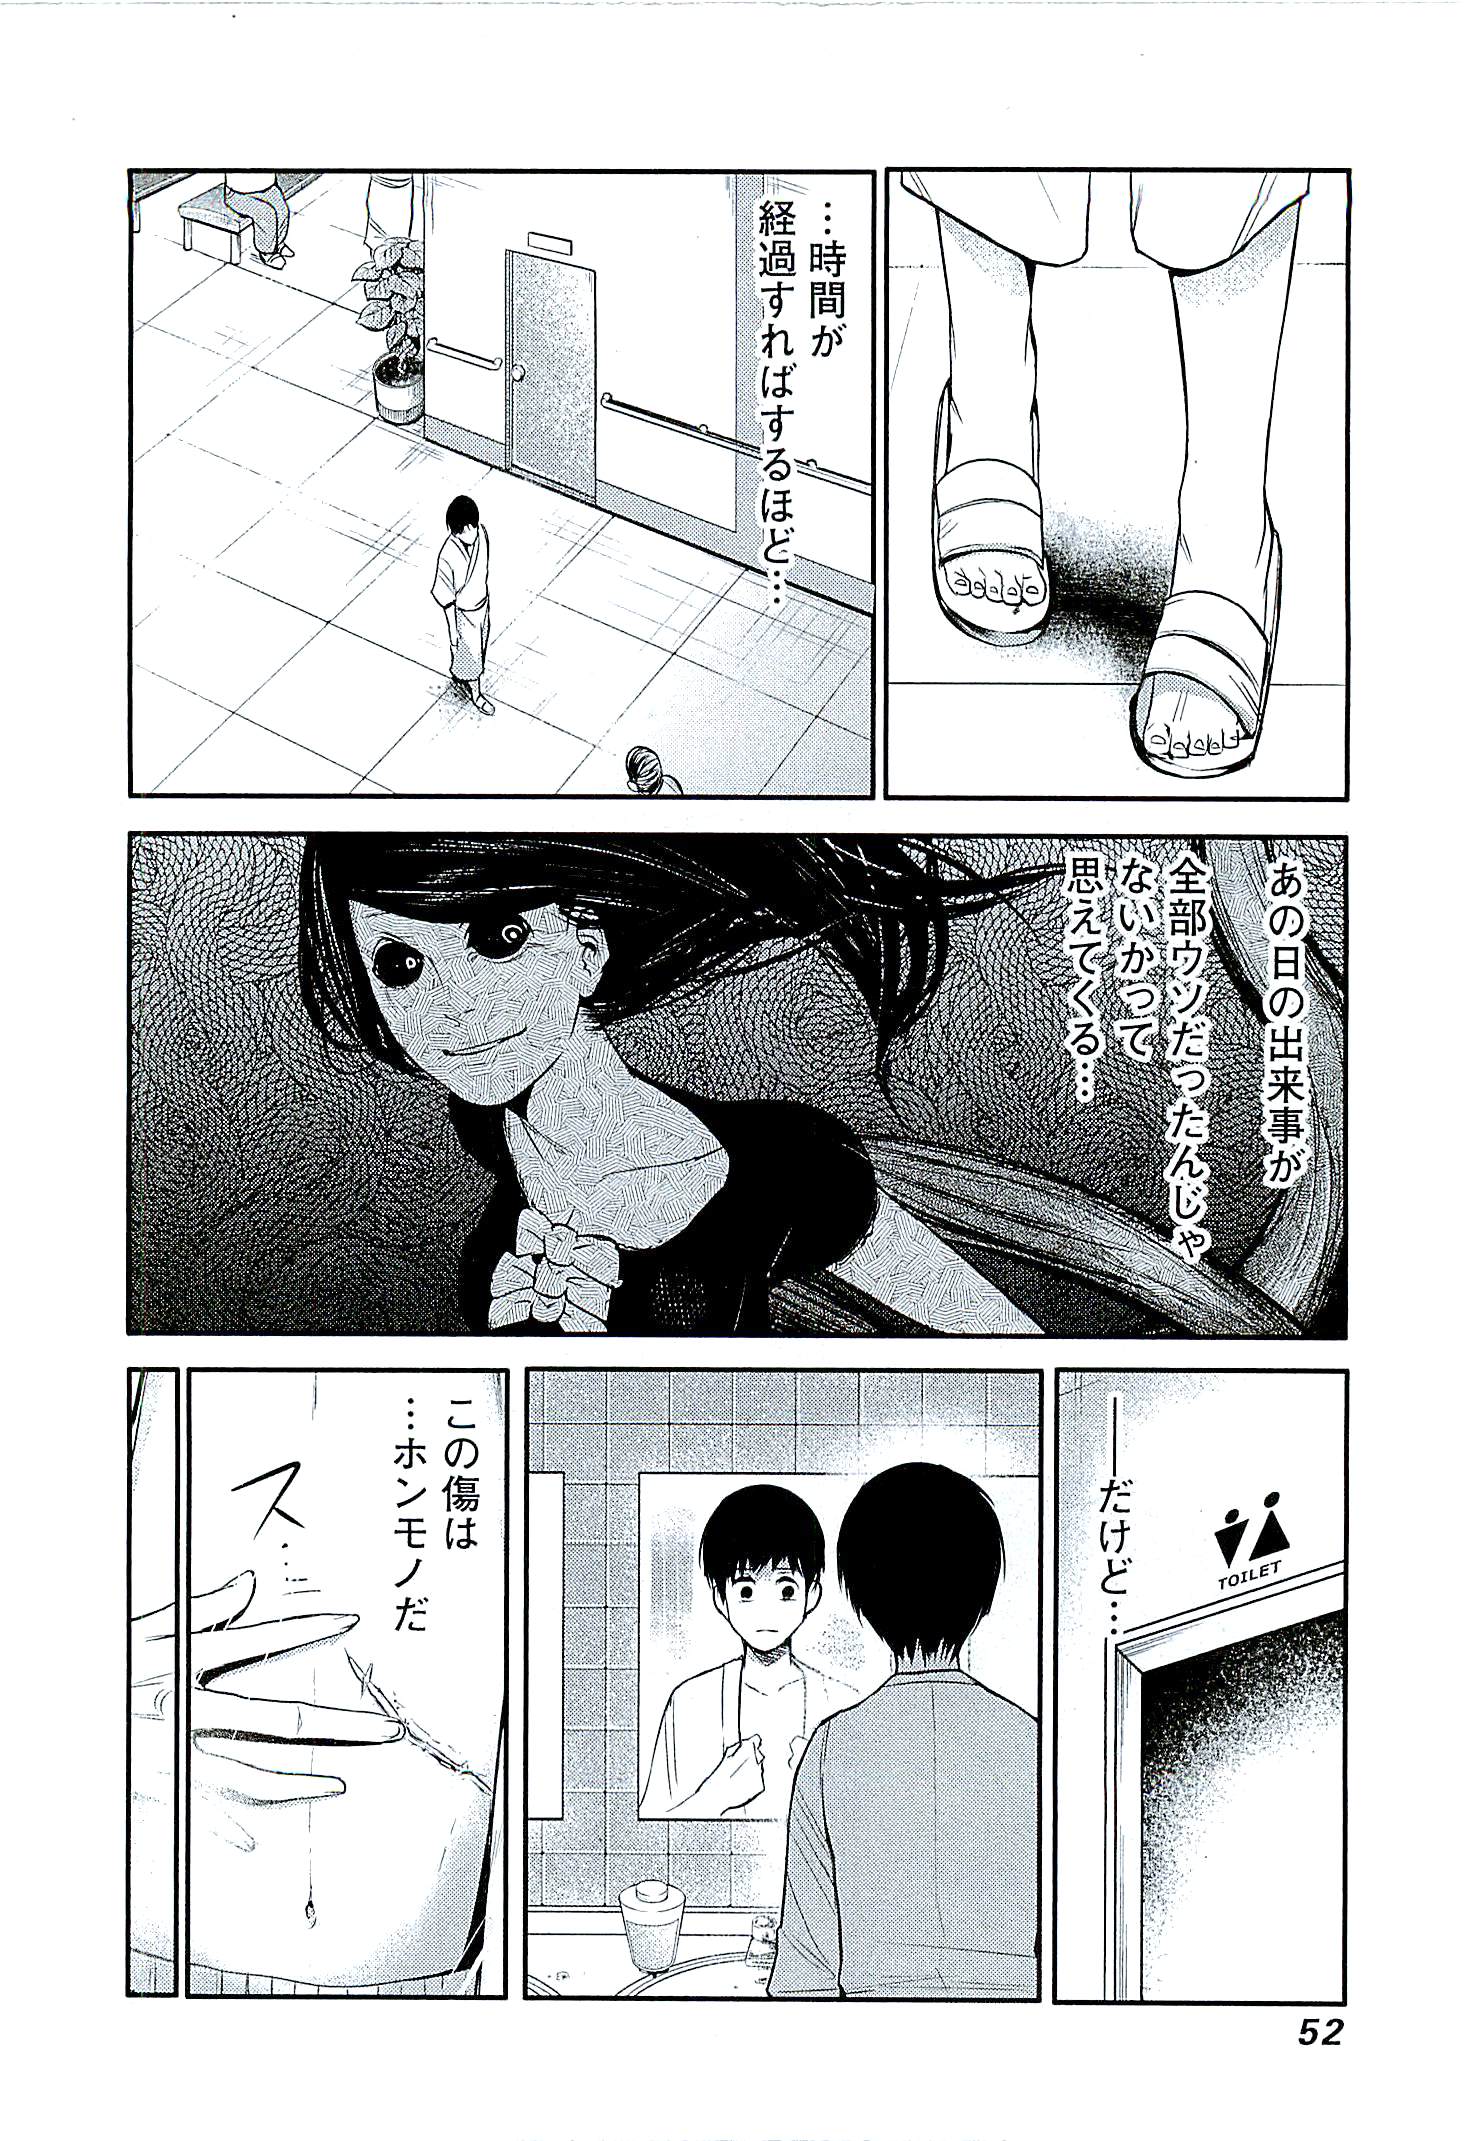 …時間が
経過すればするほど…
あの日の出来事が
全部ウソだったんじゃ
ないかって
思えてくる…
――だけど…
TOILET
この傷は
…ホンモノだ
ス…
52